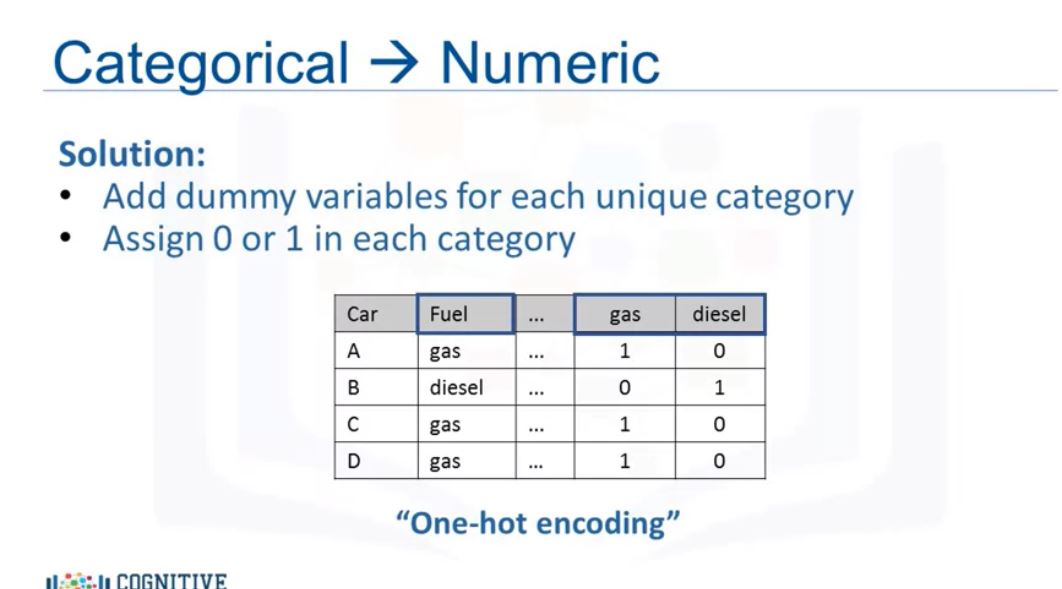 Categorical → Numeric
Solution:
• Add dummy variables for each unique category
• Assign 0 or 1 in each category
Car Fuel ... gas diesel
A gas ... 1 0
B diesel ... 0 1
C gas ... 1 0
D gas ... 1 0
“One-hot encoding”
COGNITIVE